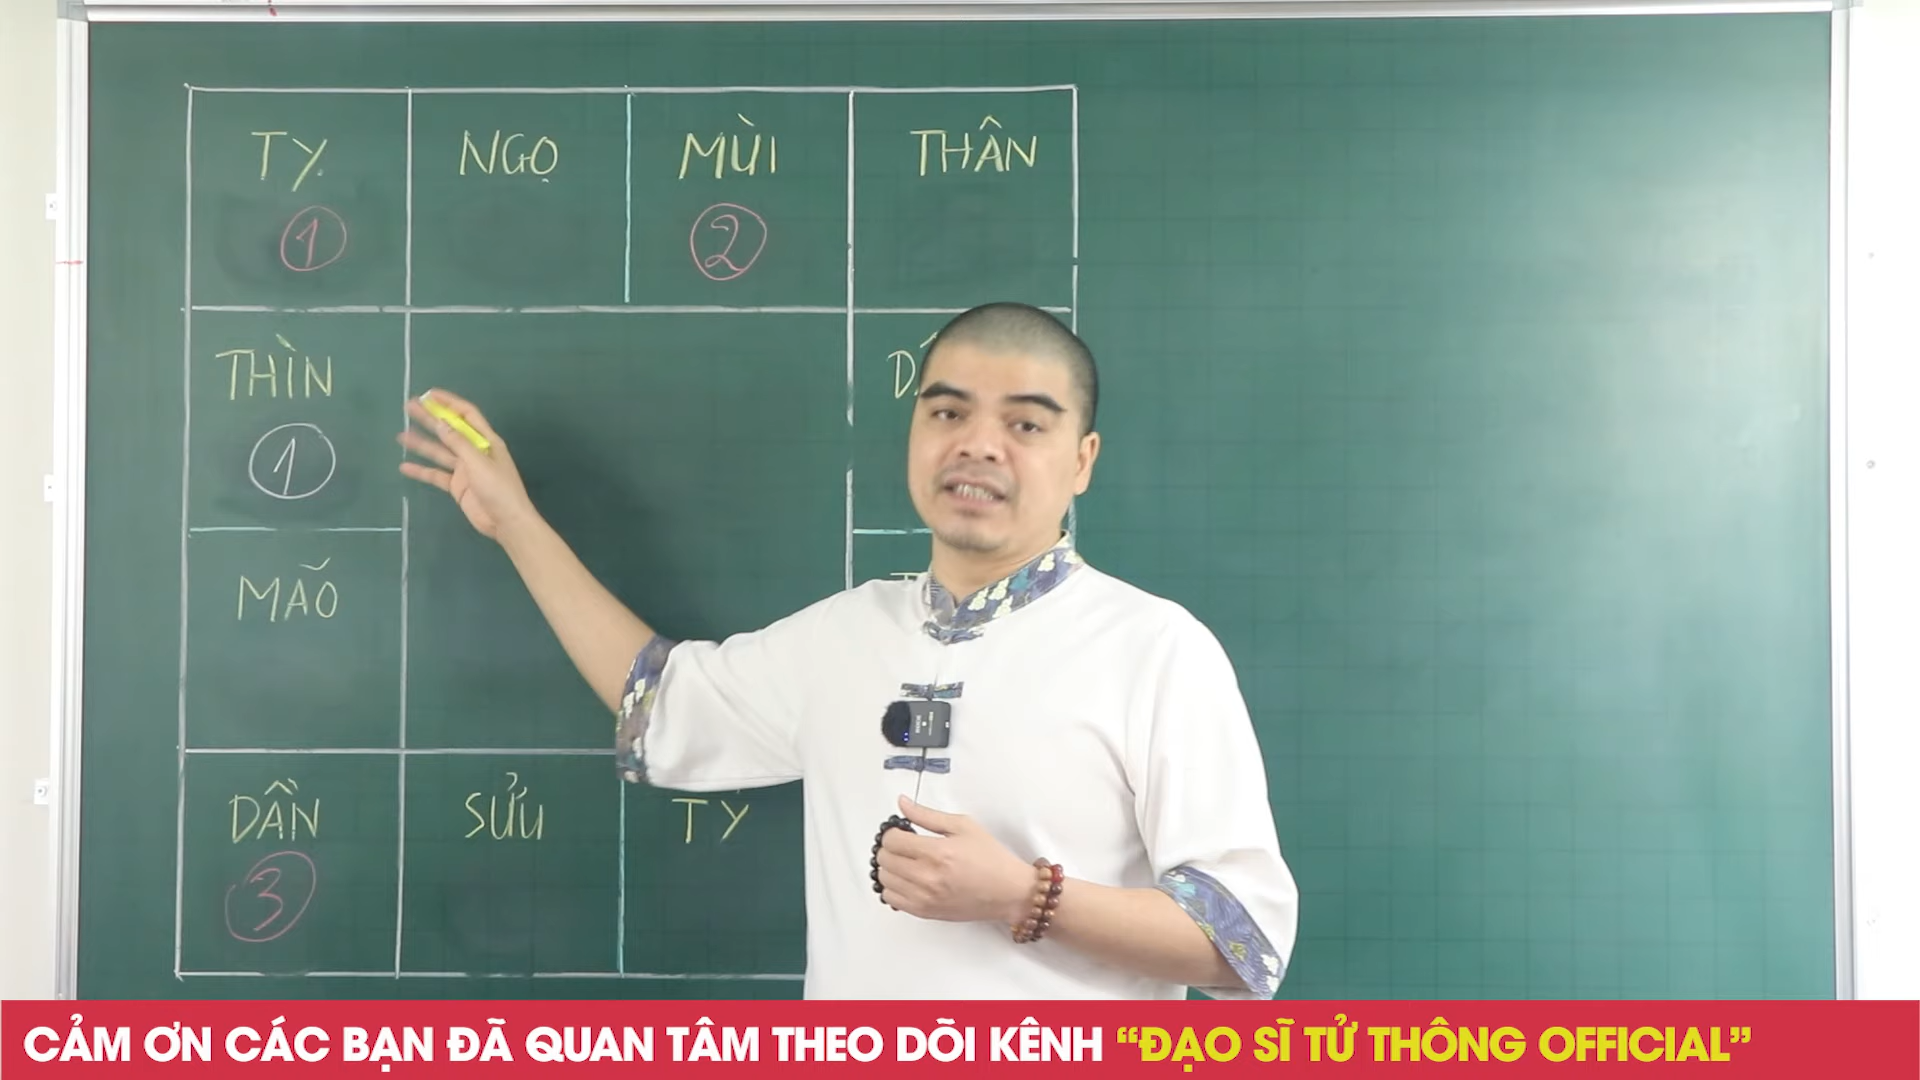 TỴ NGỌ MÙI THÂN
1 2
THÌN
1
MÃO
DẦN SỬU TÝ
3
CẢM ƠN CÁC BẠN ĐÃ QUAN TÂM THEO DÕI KÊNH “ĐẠO SĨ TỬ THÔNG OFFICIAL”